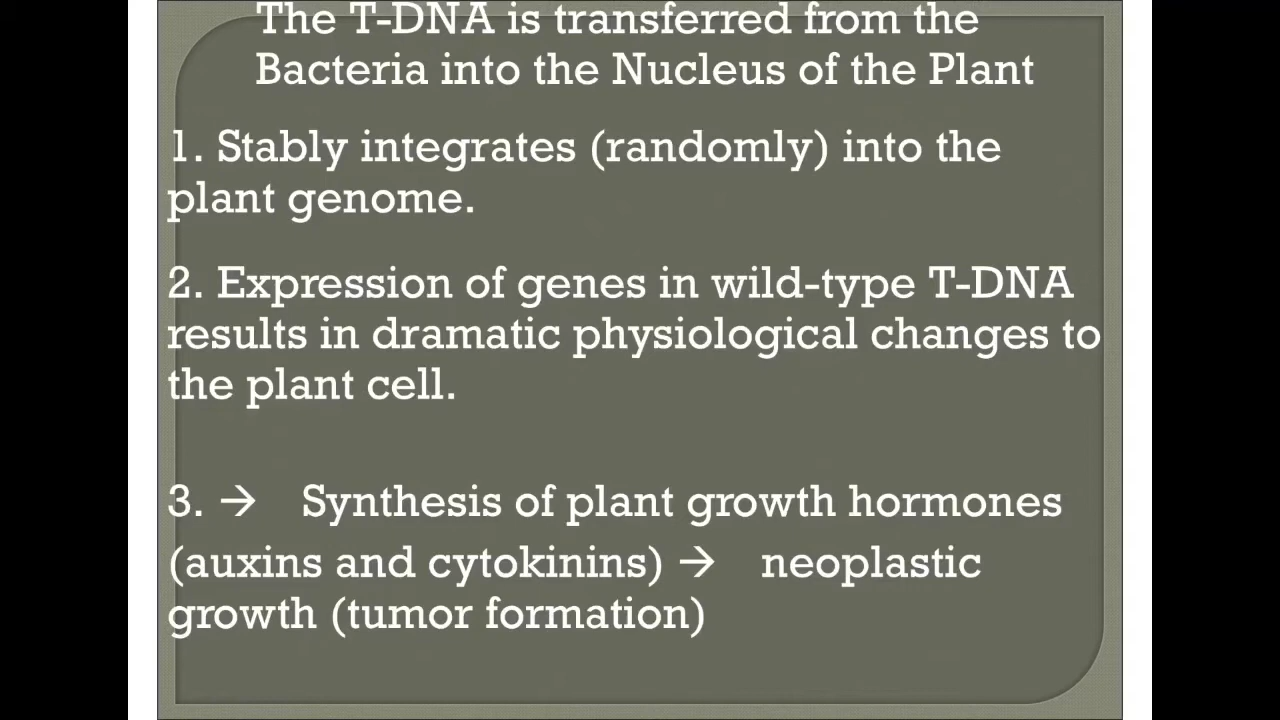 The T-DNA is transferred from the
Bacteria into the Nucleus of the Plant
1. Stably integrates (randomly) into the
plant genome.
2. Expression of genes in wild-type T-DNA
results in dramatic physiological changes to
the plant cell.
3. → Synthesis of plant growth hormones
(auxins and cytokinins) → neoplastic
growth (tumor formation)